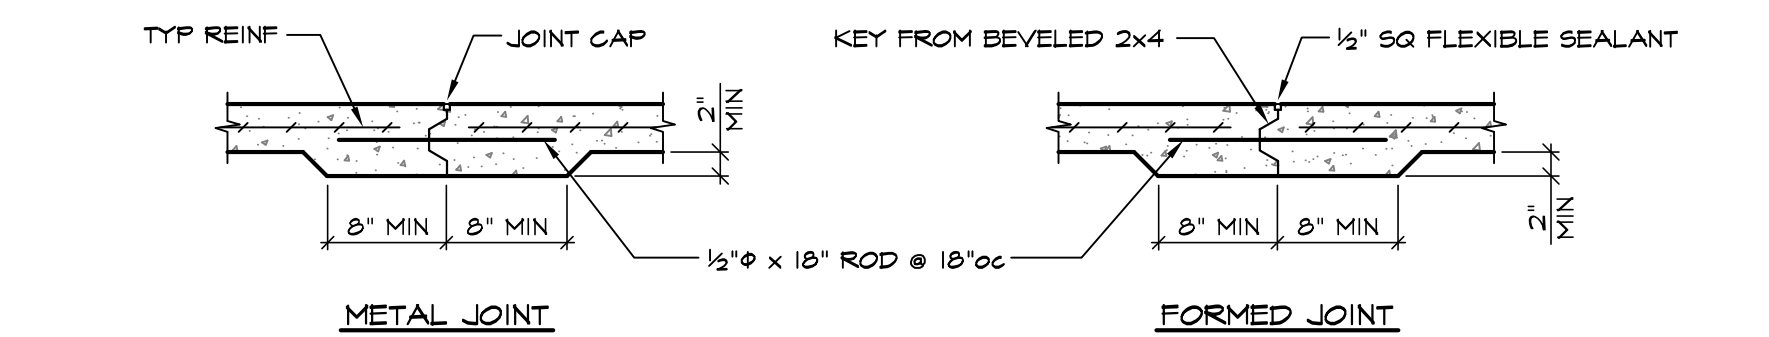 TYP REINF
JOINT CAP
2"
MIN
8" MIN
8" MIN
METAL JOINT
½"Φ x 18" ROD @ 18"oc
KEY FROM BEVELED 2x4
½" SQ FLEXIBLE SEALANT
2"
MIN
8" MIN
8" MIN
FORMED JOINT